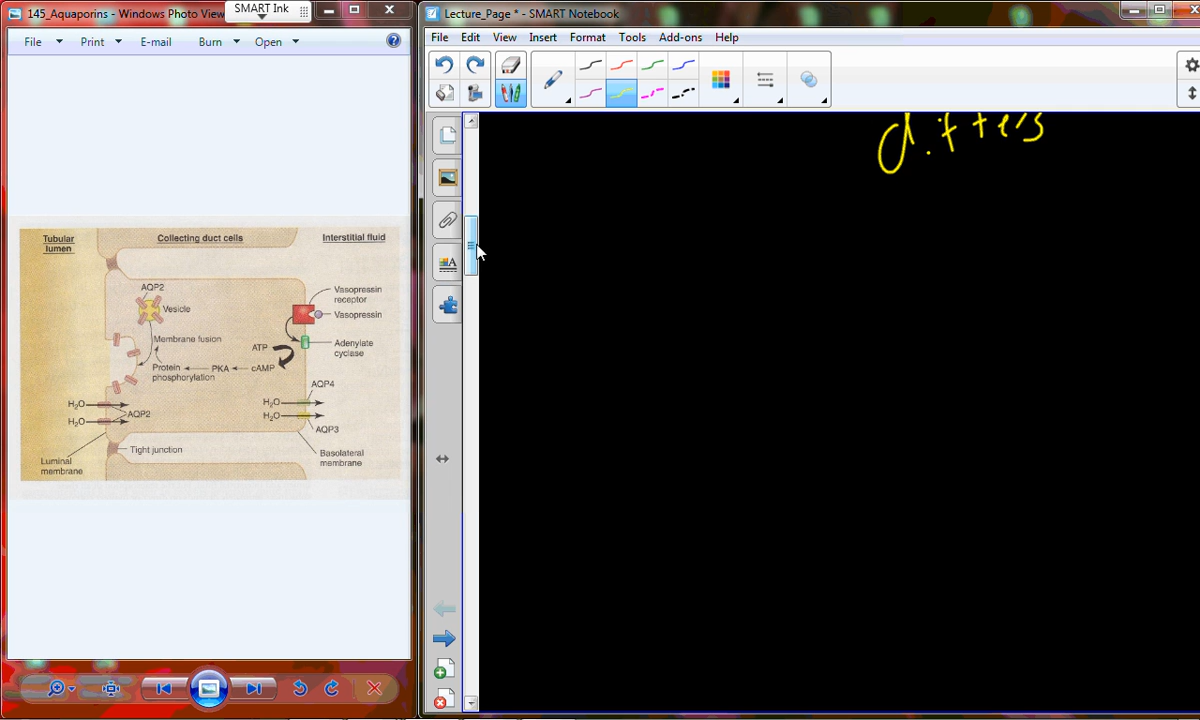 145_Aquaporins - Windows Photo View
SMART Ink
File Print E-mail Burn Open
Tubular
lumen
Collecting duct cells
Interstitial fluid
AQP2
Vesicle
Vasopressin
receptor
Vasopressin
Membrane fusion
ATP
Adenylate
cyclase
Protein
phosphorylation
PKA
cAMP
AQP4
H₂O
H₂O
AQP2
H₂O
H₂O
AQP3
Tight junction
Luminal
membrane
Basolateral
membrane
Lecture_Page * - SMART Notebook
File Edit View Insert Format Tools Add-ons Help
differs